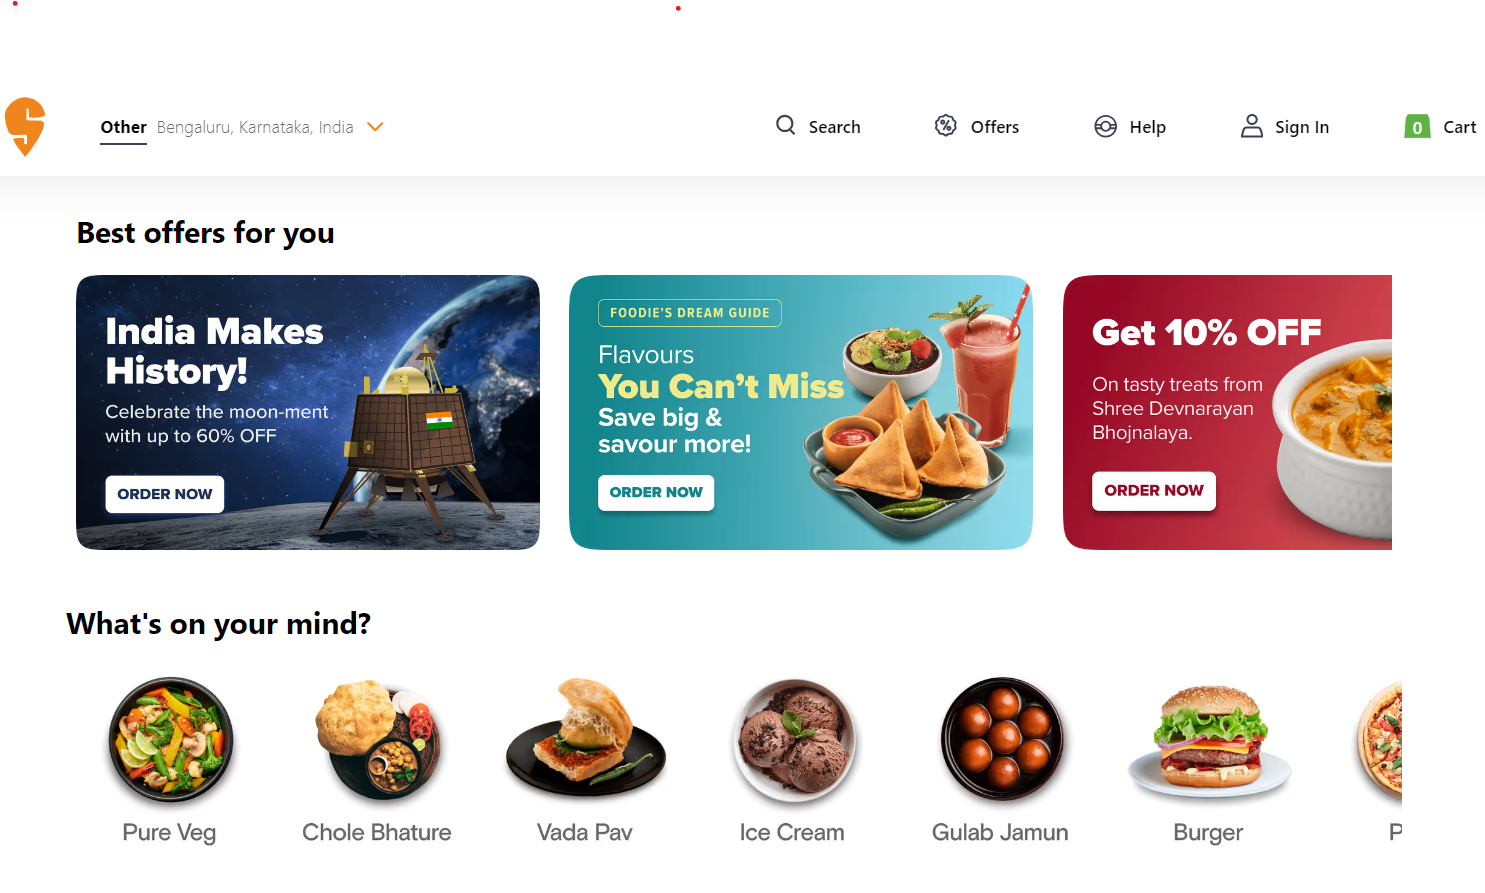 Other Bengaluru, Karnataka, India
Search
Offers
Help
Sign In
0 Cart
Best offers for you
India Makes
History!
Celebrate the moon-ment
with up to 60% OFF
ORDER NOW
FOODIE'S DREAM GUIDE
Flavours
You Can't Miss
Save big &
savour more!
ORDER NOW
Get 10% OFF
On tasty treats from
Shree Devnarayan
Bhojnalaya.
ORDER NOW
What's on your mind?
Pure Veg
Chole Bhature
Vada Pav
Ice Cream
Gulab Jamun
Burger